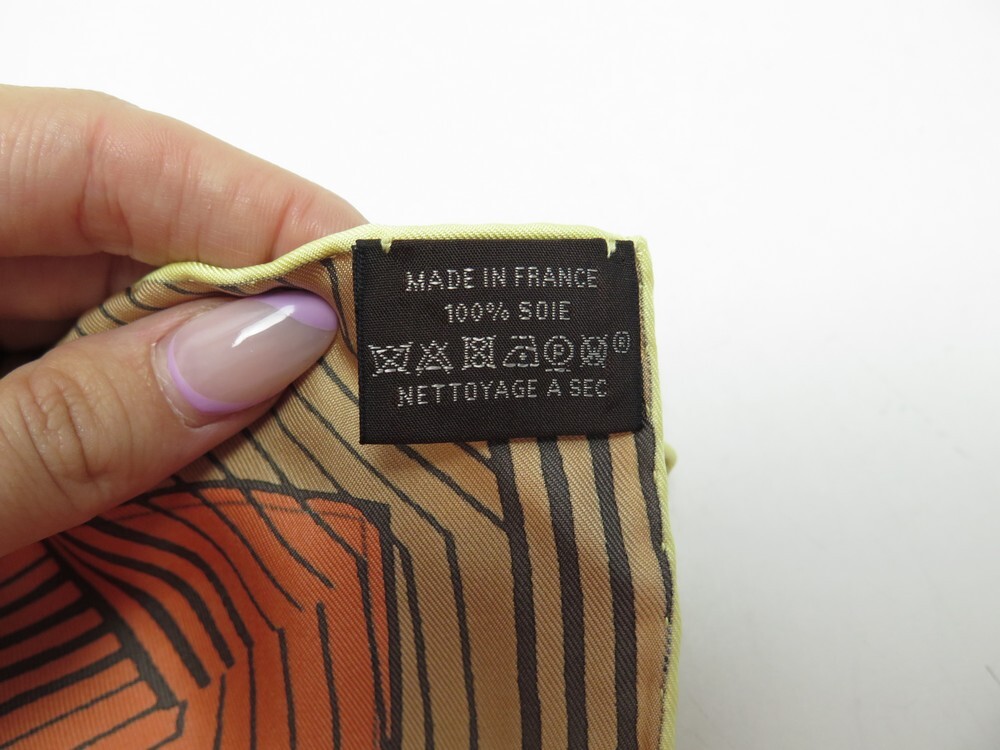 MADE IN FRANCE
100% SOIE
P ®
NETTOYAGE A SEC